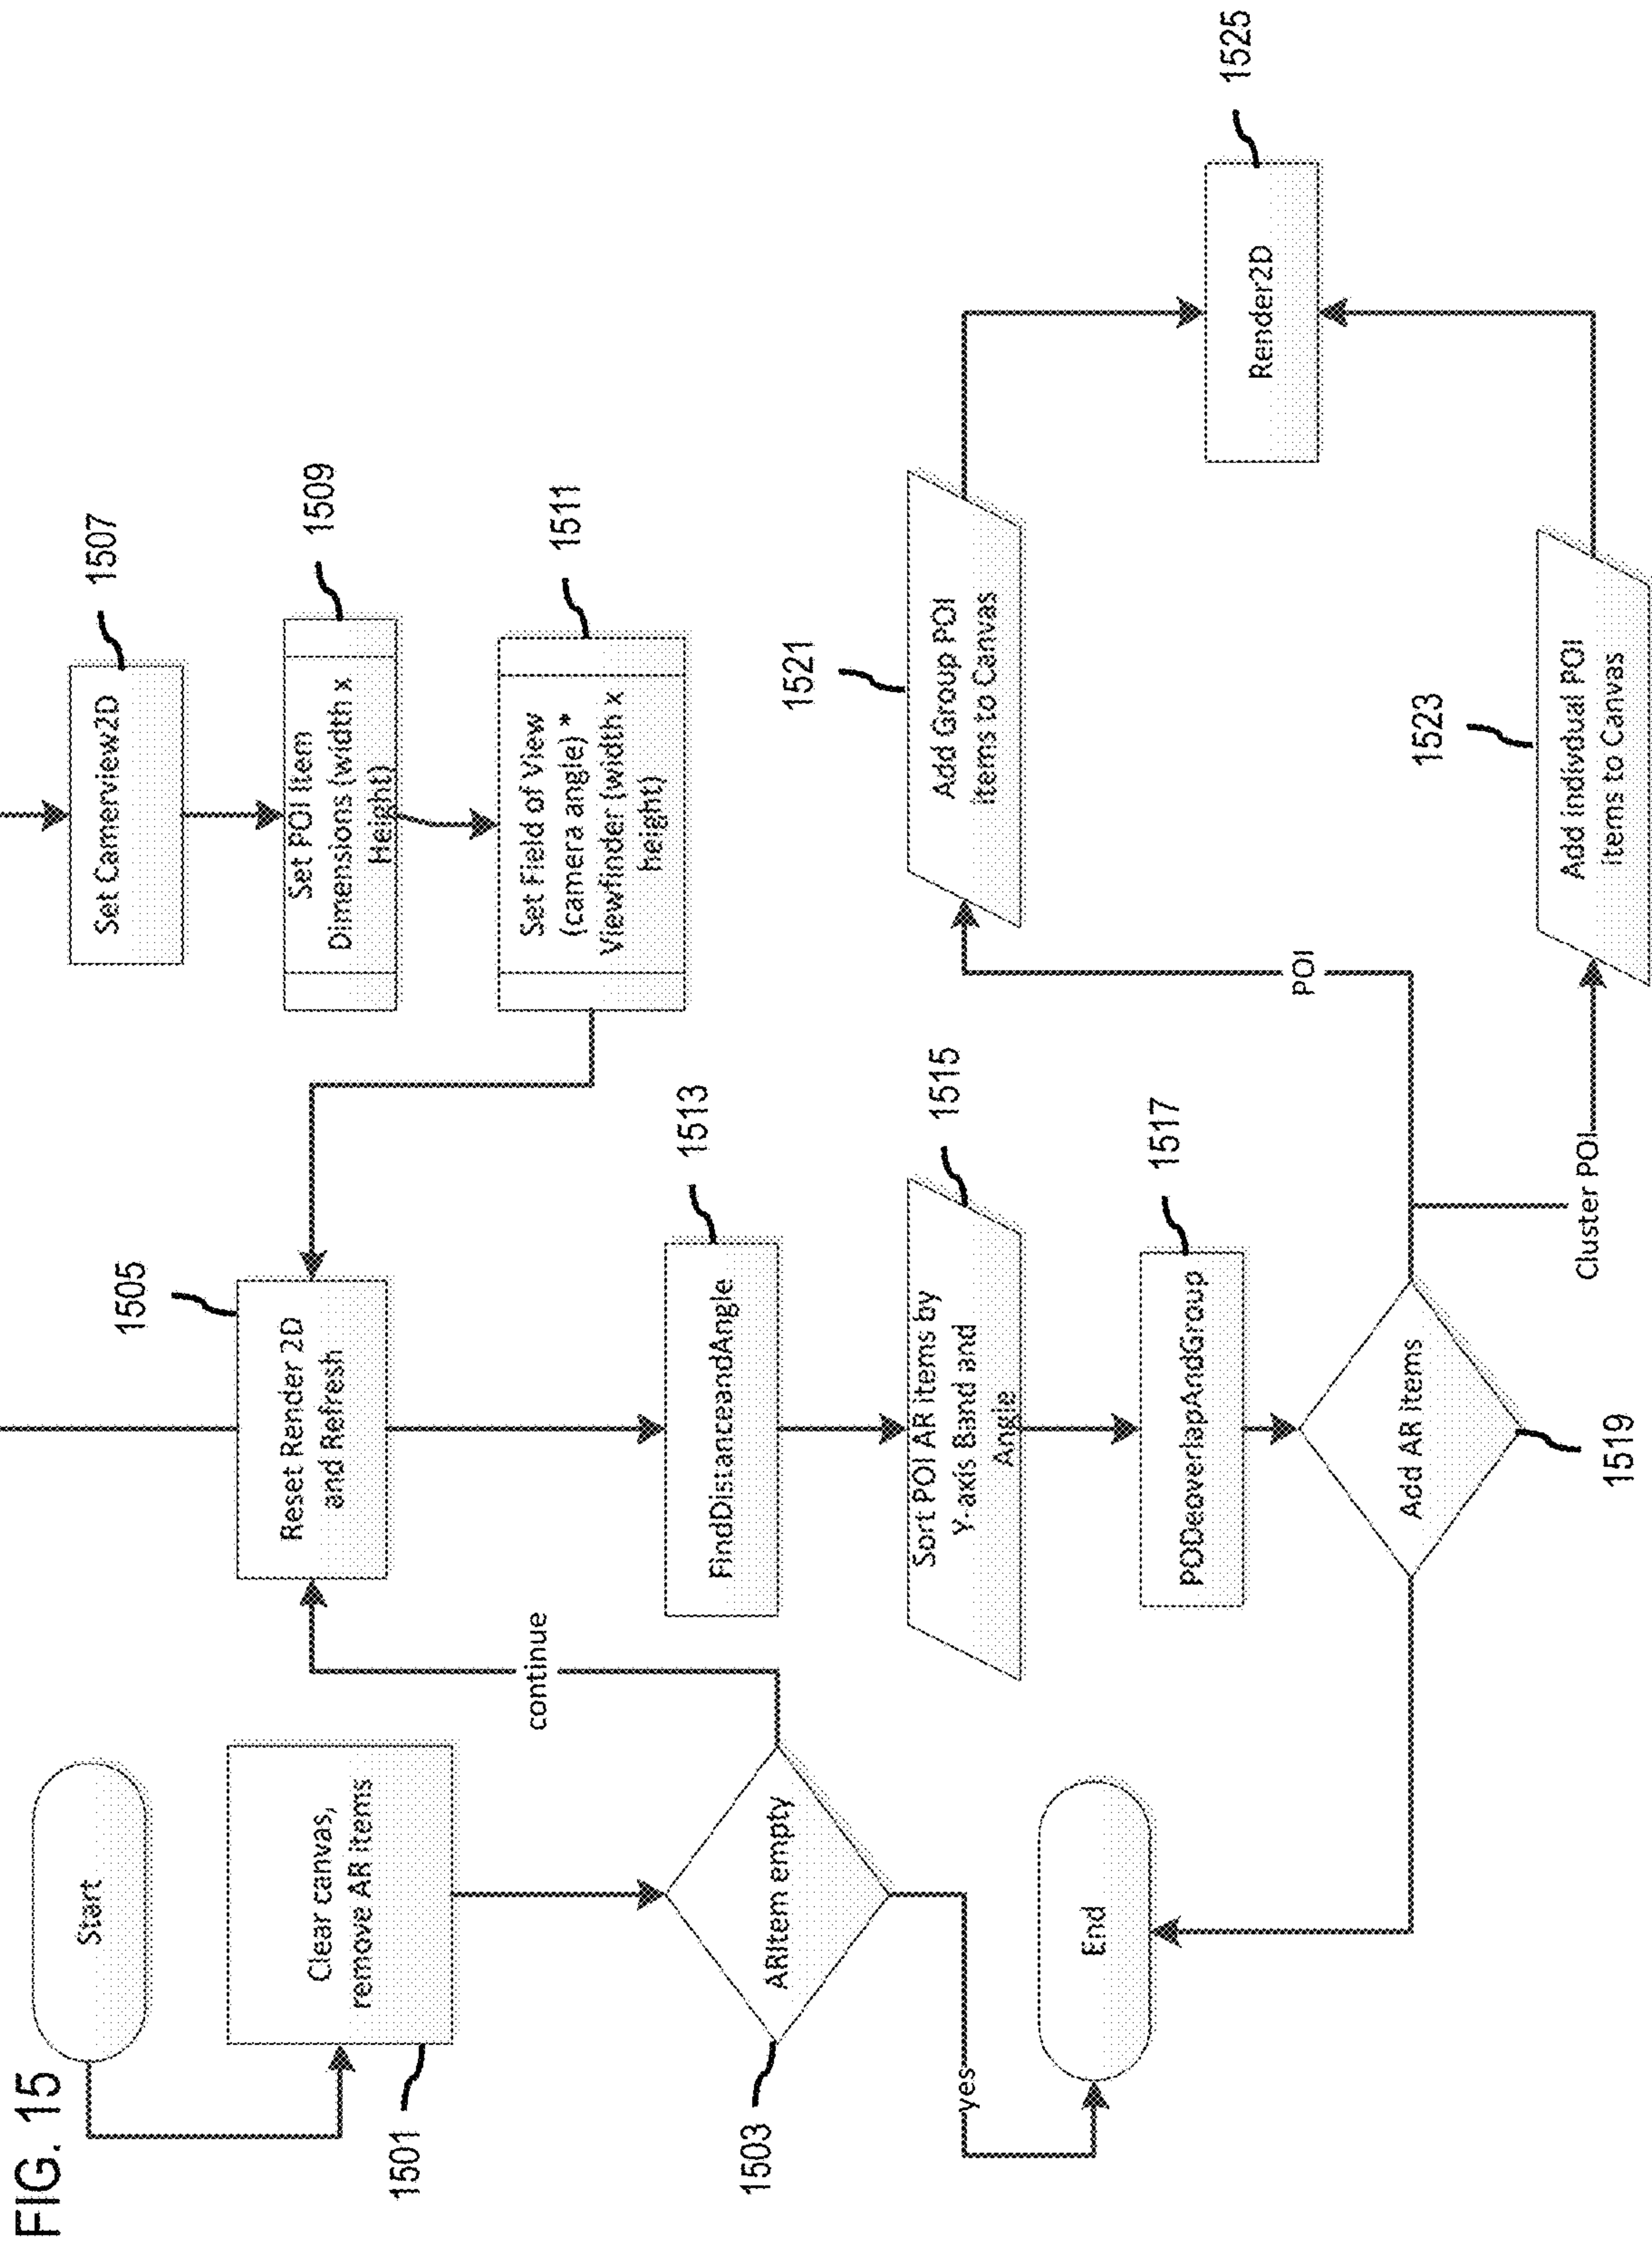 FIG. 15
Start
Clear canvas,
remove AR items
1501
ARItem empty
1503
continue
yes
End
1505
Reset Render 2D
and Refresh
Set Camerview2D
1507
Set POI Item
Dimensions (width x
Height)
1509
Set Field of View
(camera angle) *
Viewfinder (width x
height)
1511
FindDistanceandAngle
1513
Sort POI AR items by
Y-axis Band and
Angle
1515
PODeoverlapAndGroup
1517
Add AR items
1519
POI
Cluster POI
Add Group POI
items to Canvas
1521
Add indivdual POI
items to Canvas
1523
Render2D
1525